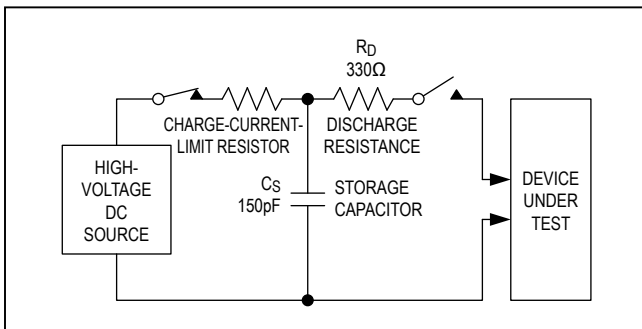 RD
330Ω
CHARGE-CURRENT-
LIMIT RESISTOR
DISCHARGE
RESISTANCE
HIGH-
VOLTAGE
DC
SOURCE
CS
150pF
STORAGE
CAPACITOR
DEVICE
UNDER
TEST